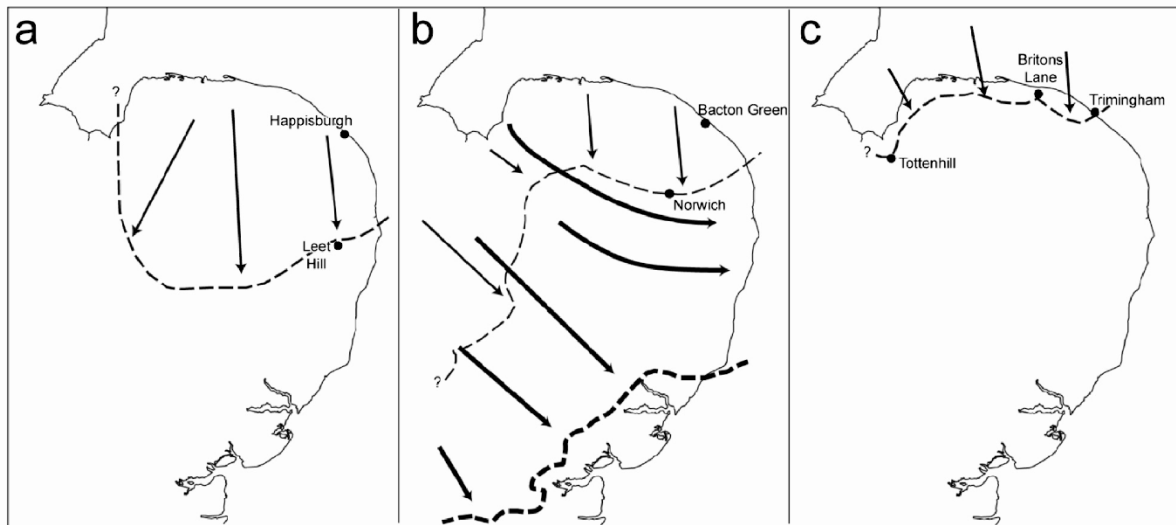 a
?
Happisburgh
Leet
Hill
b
Bacton Green
Norwich
?
c
Britons
Lane
Trimingham
?
Tottenhill